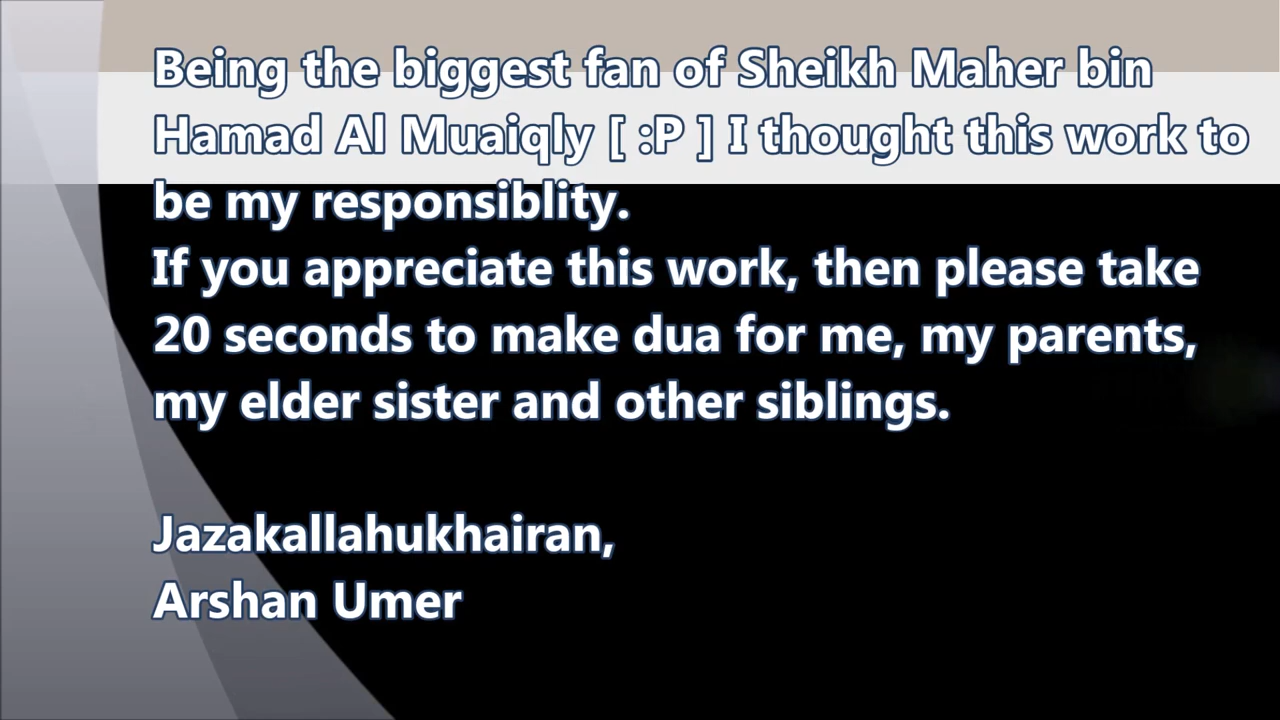 Being the biggest fan of Sheikh Maher bin
Hamad Al Muaiqly [ :P ] I thought this work to
be my responsiblity.
If you appreciate this work, then please take
20 seconds to make dua for me, my parents,
my elder sister and other siblings.
Jazakallahukhairan,
Arshan Umer